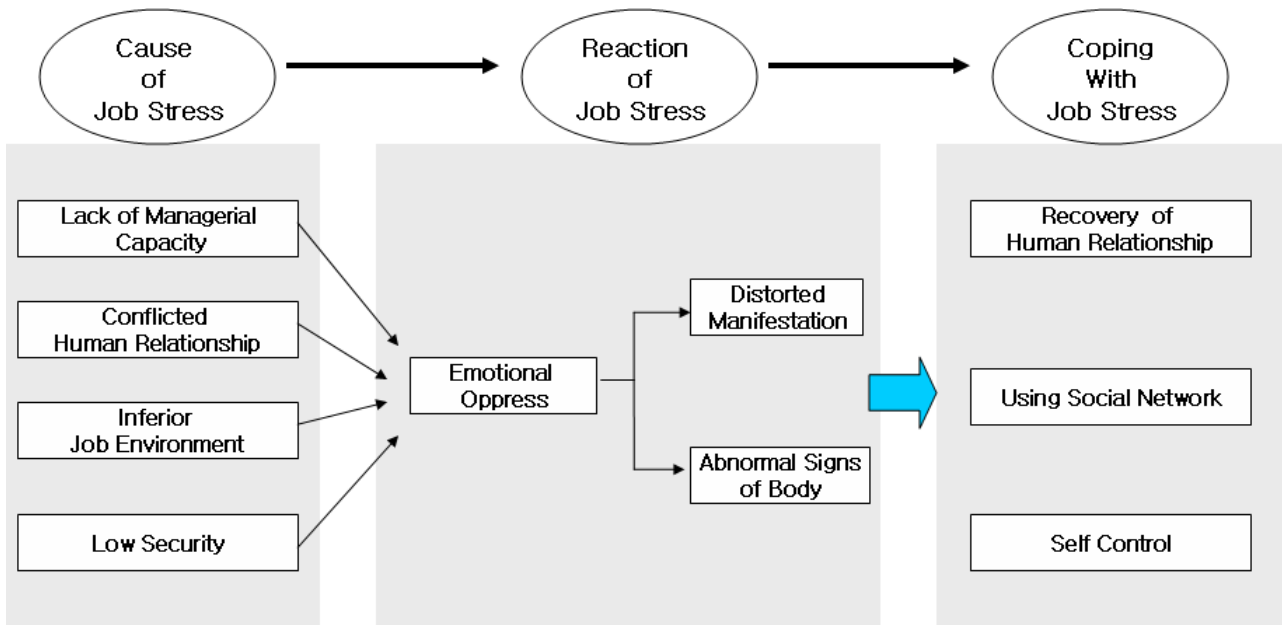 Cause
of
Job Stress
Reaction
of
Job Stress
Coping
With
Job Stress
Lack of Managerial
Capacity
Conflicted
Human Relationship
Inferior
Job Environment
Low Security
Emotional
Oppress
Distorted
Manifestation
Abnormal Signs
of Body
Recovery of
Human Relationship
Using Social Network
Self Control